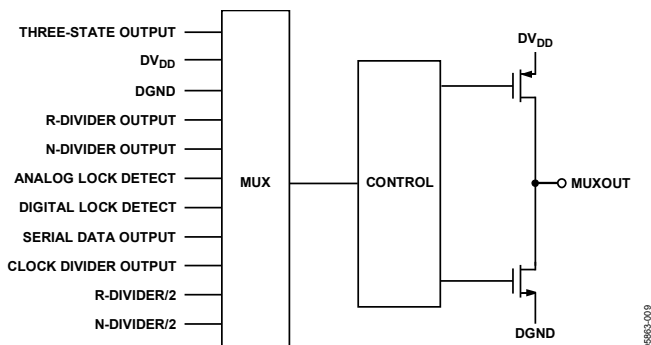 THREE-STATE OUTPUT
DVDD
DGND
R-DIVIDER OUTPUT
N-DIVIDER OUTPUT
ANALOG LOCK DETECT
DIGITAL LOCK DETECT
SERIAL DATA OUTPUT
CLOCK DIVIDER OUTPUT
R-DIVIDER/2
N-DIVIDER/2
MUX
CONTROL
DVDD
MUXOUT
DGND
05863-009